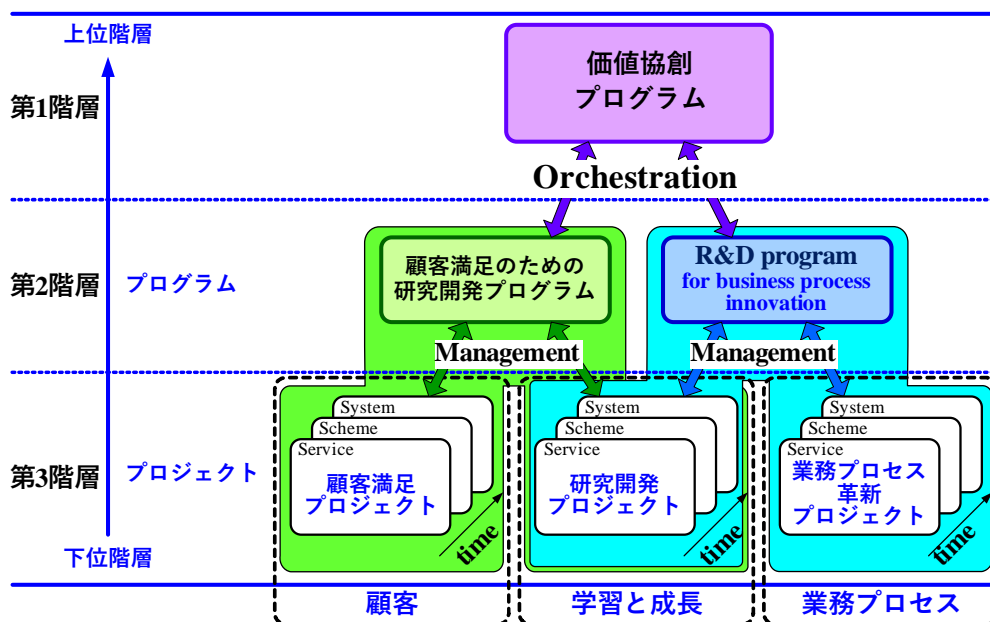 上位階層
第1階層
価値協創
プログラム
Orchestration
第2階層
プログラム
顧客満足のための
研究開発プログラム
R&D program
for business process
innovation
Management
Management
第3階層
プロジェクト
System
Scheme
Service
顧客満足
プロジェクト
time
System
Scheme
Service
研究開発
プロジェクト
time
System
Scheme
Service
業務プロセス
革新
プロジェクト
time
下位階層
顧客
学習と成長
業務プロセス